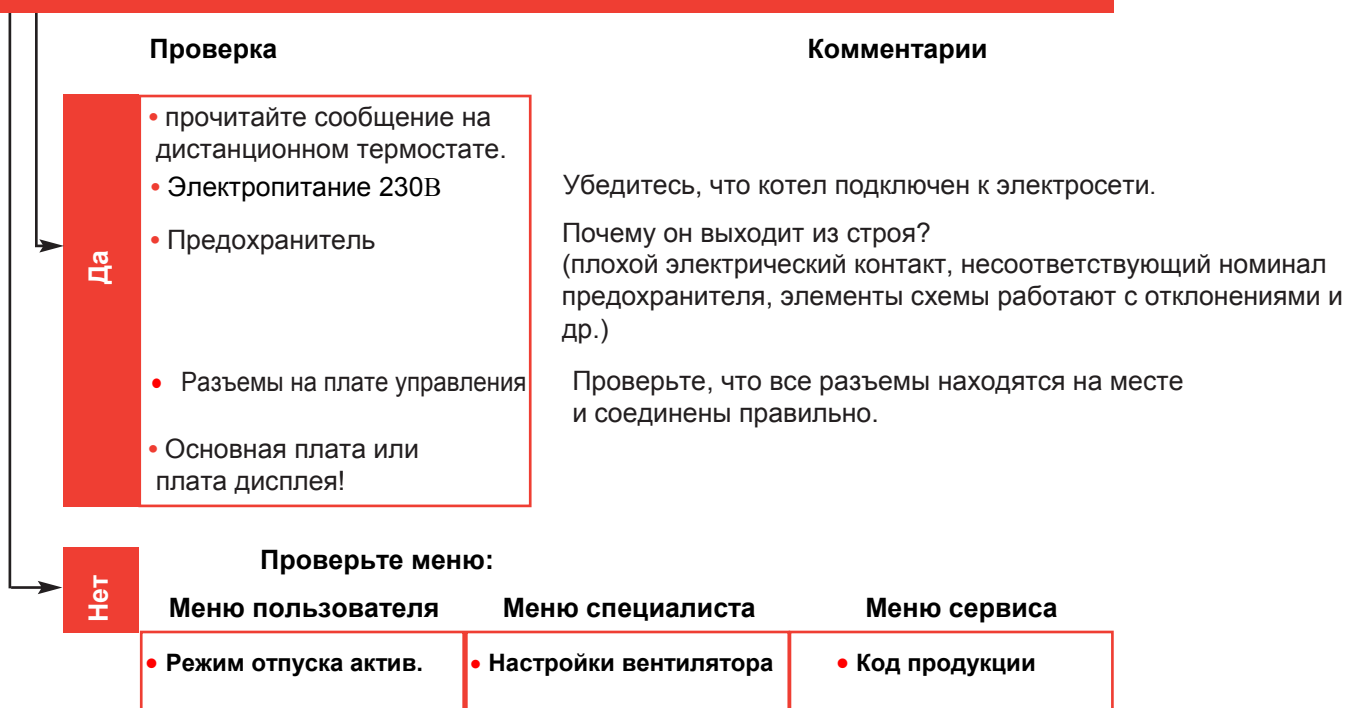 Проверка
Комментарии
• прочитайте сообщение на
дистанционном термостате.
• Электропитание 230В
Убедитесь, что котел подключен к электросети.
• Предохранитель
Почему он выходит из строя?
(плохой электрический контакт, несоответствующий номинал
предохранителя, элементы схемы работают с отклонениями и
др.)
• Разъемы на плате управления
Проверьте, что все разъемы находятся на месте
и соединены правильно.
• Основная плата или
плата дисплея!
Да
Нет
Проверьте меню:
Меню пользователя
Меню специалиста
Меню сервиса
• Режим отпуска актив.
• Настройки вентилятора
• Код продукции